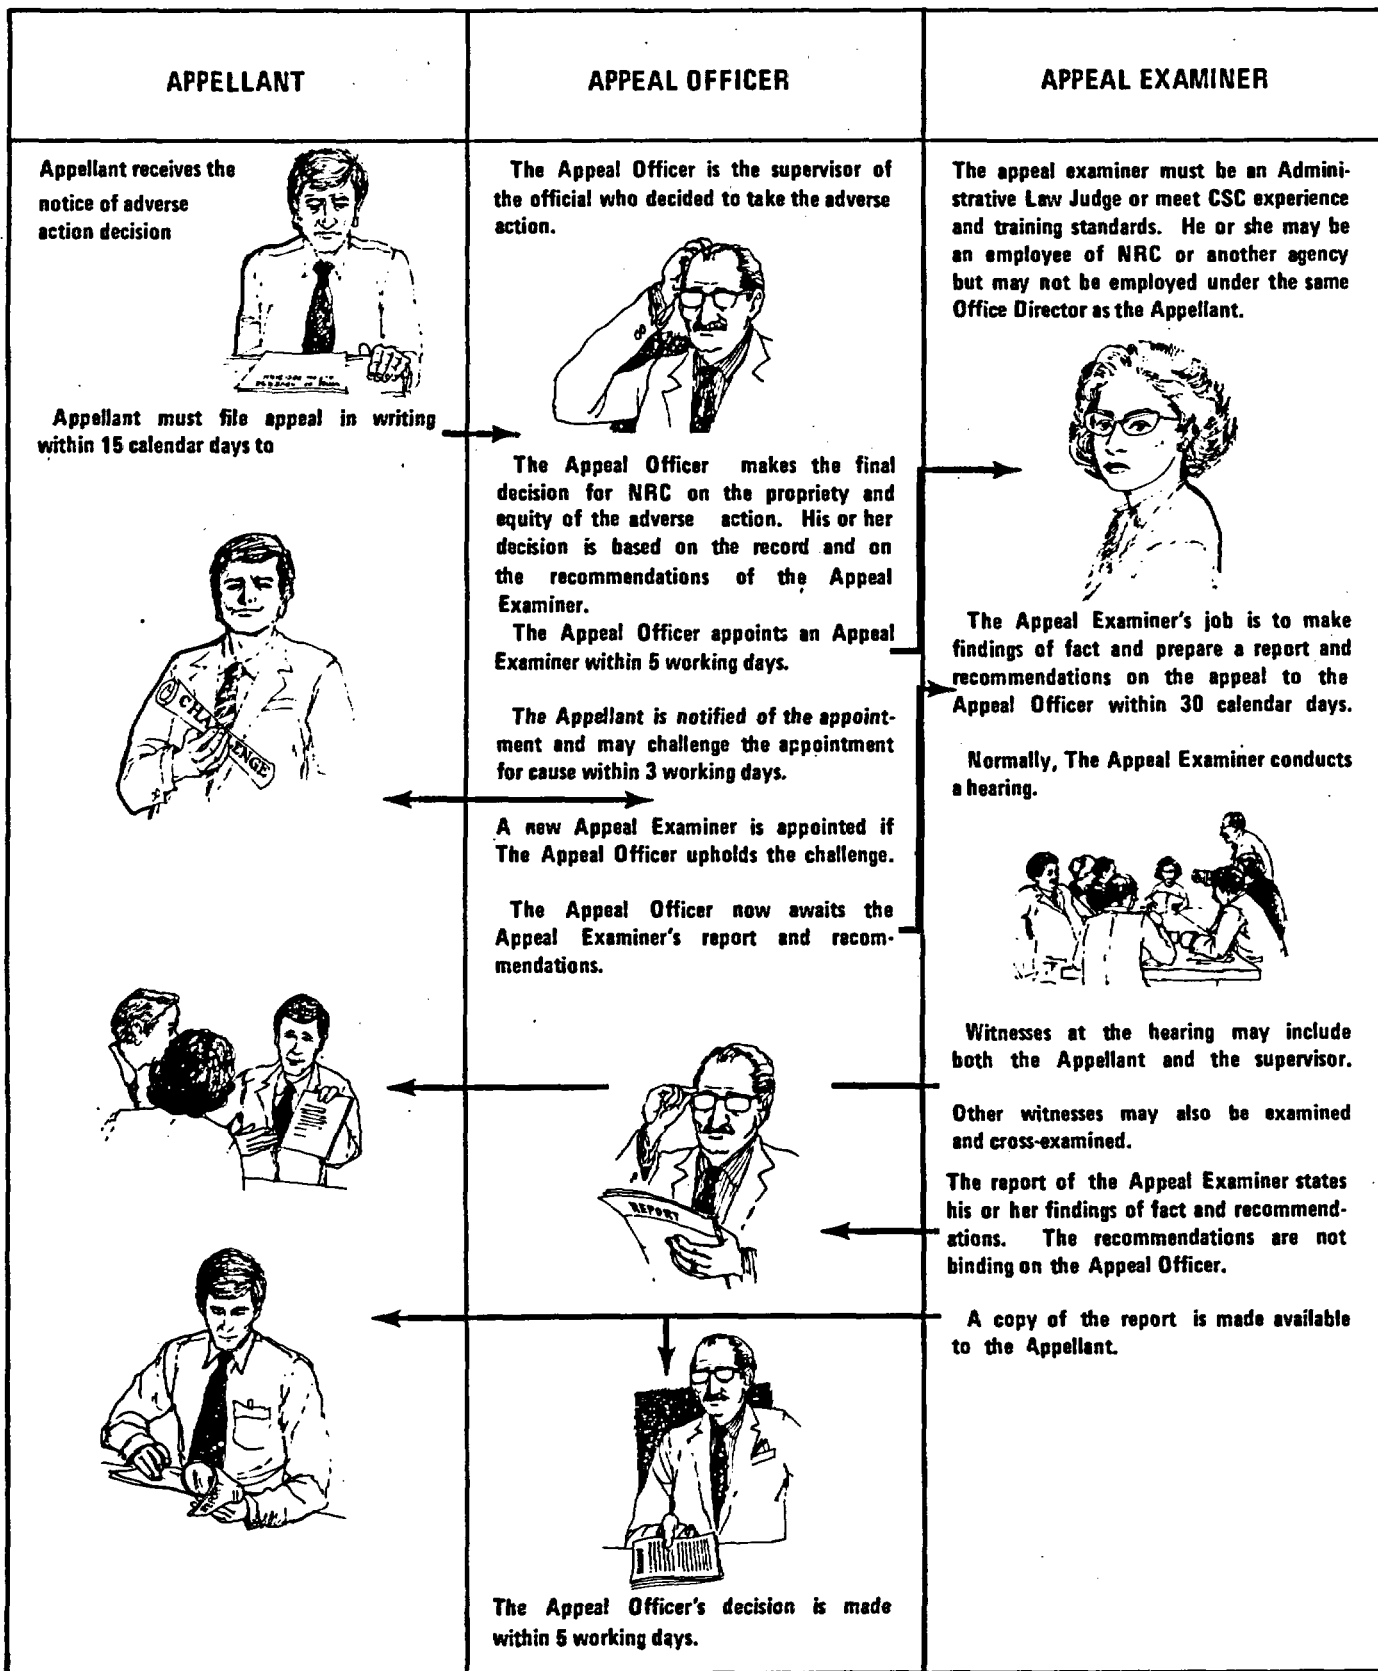 APPELLANT
Appellant receives the
notice of adverse
action decision
Appellant must file appeal in writing
within 15 calendar days to
CHA
ENGE
APPEAL OFFICER
The Appeal Officer is the supervisor of
the official who decided to take the adverse
action.
The Appeal Officer makes the final
decision for NRC on the propriety and
equity of the adverse action. His or her
decision is based on the record and on
the recommendations of the Appeal
Examiner.
The Appeal Officer appoints an Appeal
Examiner within 5 working days.
The Appellant is notified of the appoint-
ment and may challenge the appointment
for cause within 3 working days.
A new Appeal Examiner is appointed if
The Appeal Officer upholds the challenge.
The Appeal Officer now awaits the
Appeal Examiner's report and recom-
mendations.
REPORT
The Appeal Officer's decision is made
within 5 working days.
APPEAL EXAMINER
The appeal examiner must be an Admini-
strative Law Judge or meet CSC experience
and training standards. He or she may be
an employee of NRC or another agency
but may not be employed under the same
Office Director as the Appellant.
The Appeal Examiner's job is to make
findings of fact and prepare a report and
recommendations on the appeal to the
Appeal Officer within 30 calendar days.
Normally, The Appeal Examiner conducts
a hearing.
Witnesses at the hearing may include
both the Appellant and the supervisor.
Other witnesses may also be examined
and cross-examined.
The report of the Appeal Examiner states
his or her findings of fact and recommend-
ations. The recommendations are not
binding on the Appeal Officer.
A copy of the report is made available
to the Appellant.